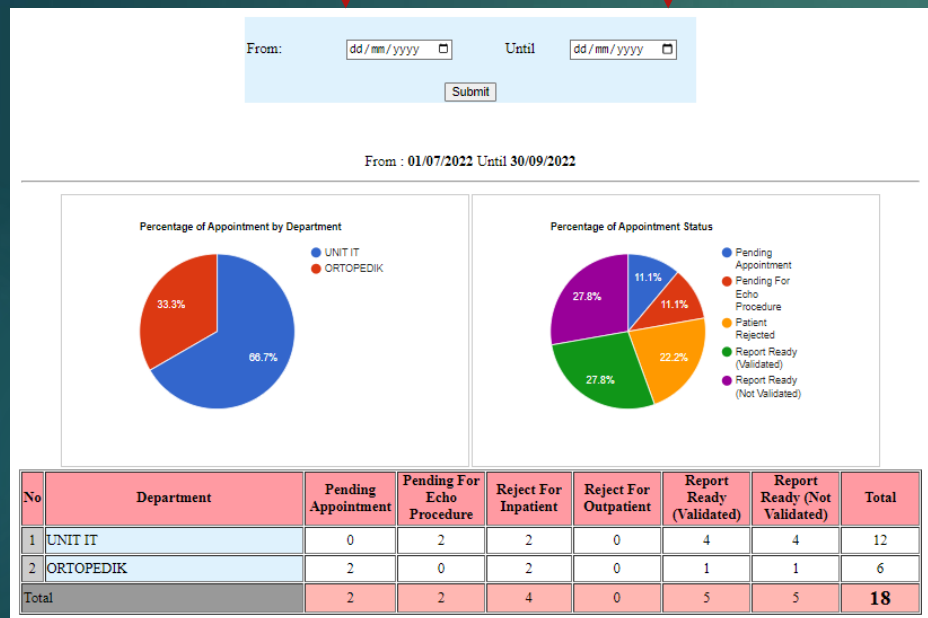 From: dd/mm/yyyy Until dd/mm/yyyy
Submit
From : 01/07/2022 Until 30/09/2022
Percentage of Appointment by Department
UNIT IT
ORTOPEDIK
33.3%
66.7%
Percentage of Appointment Status
Pending
Appointment
Pending For
Echo
Procedure
Patient
Rejected
Report Ready
(Validated)
Report Ready
(Not Validated)
11.1%
11.1%
22.2%
27.8%
27.8%
No Department Pending Appointment Pending For Echo Procedure Reject For Inpatient Reject For Outpatient Report Ready (Validated) Report Ready (Not Validated) Total
1 UNIT IT 0 2 2 0 4 4 12
2 ORTOPEDIK 2 0 2 0 1 1 6
Total 2 2 4 0 5 5 18